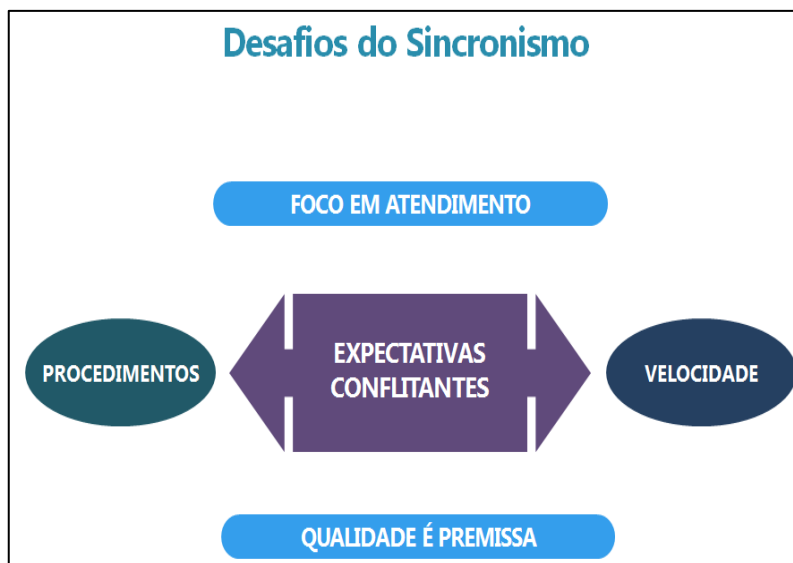 Desafios do Sincronismo
FOCO EM ATENDIMENTO
PROCEDIMENTOS
EXPECTATIVAS
CONFLITANTES
VELOCIDADE
QUALIDADE É PREMISSA